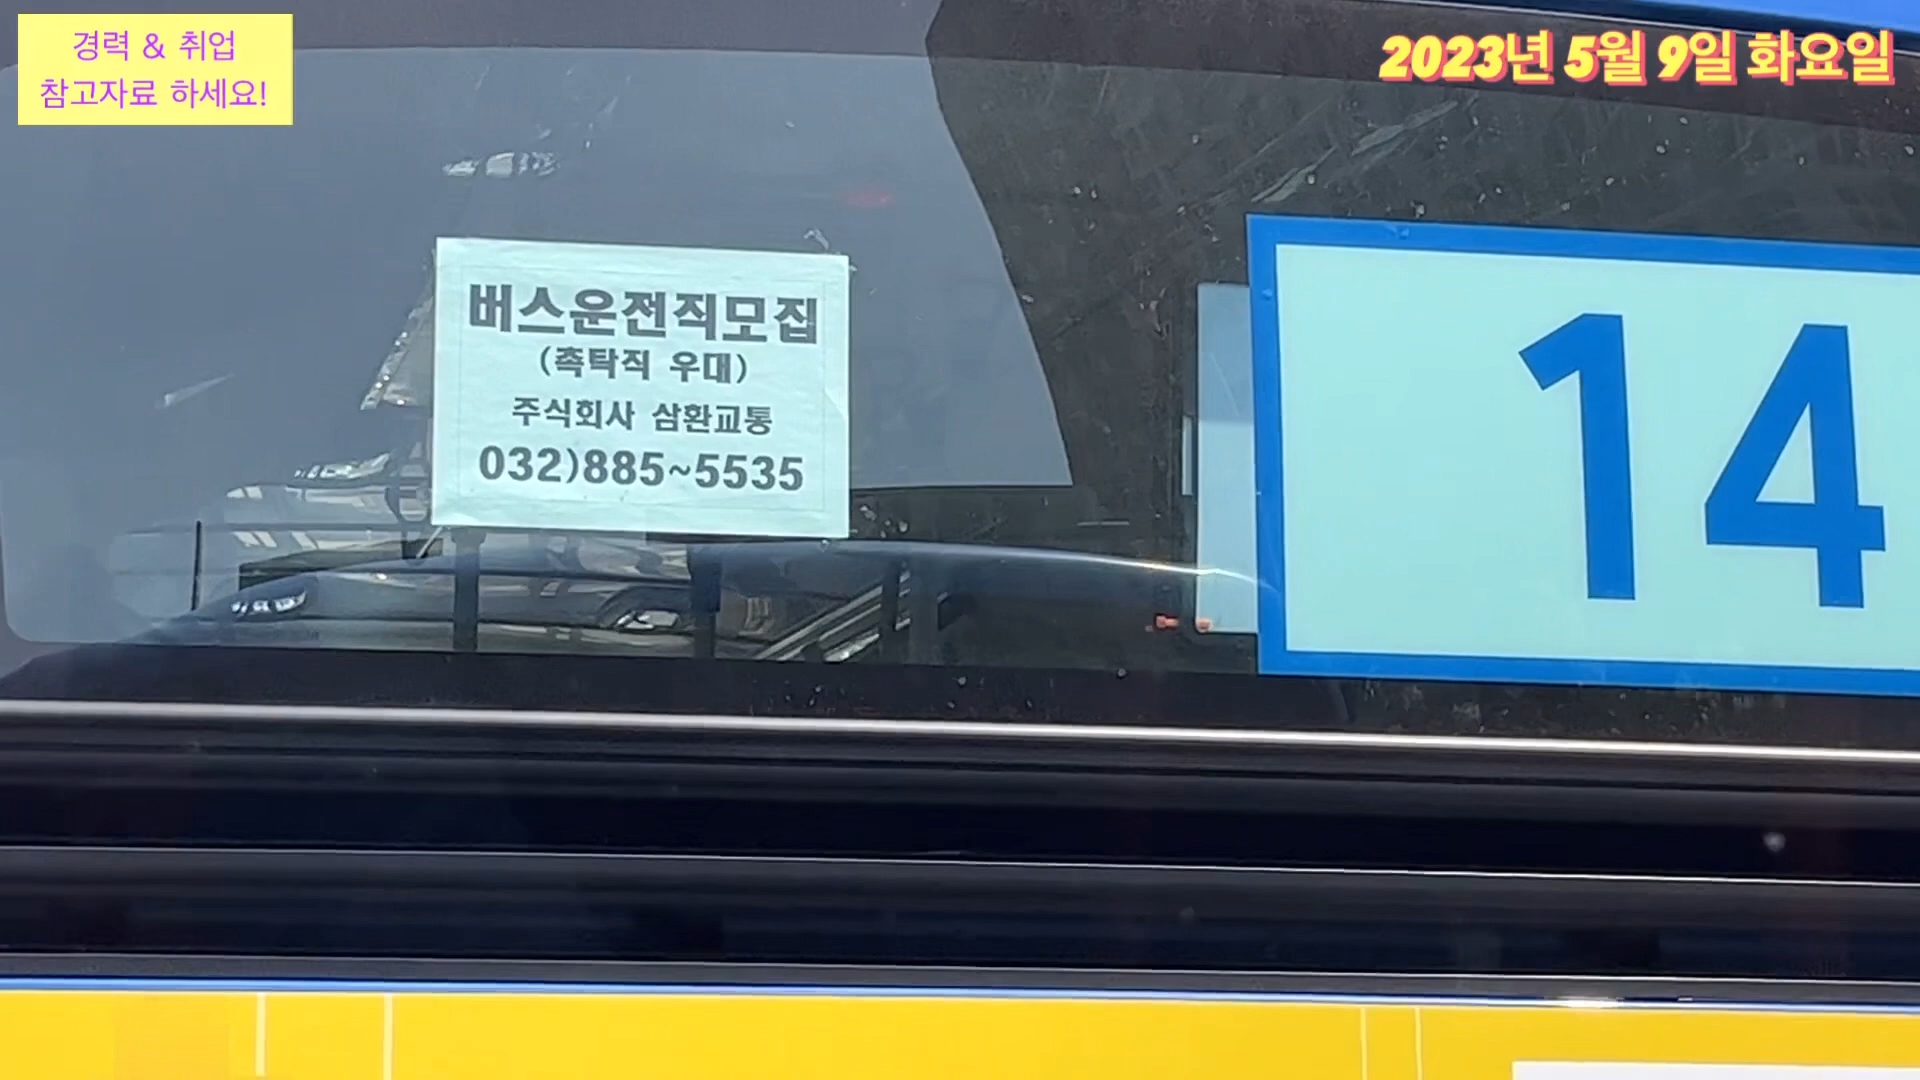 경력 & 취업
참고자료 하세요!
2023년 5월 9일 화요일
버스운전직모집
(촉탁직 우대)
주식회사 삼환교통
032)885~5535
14